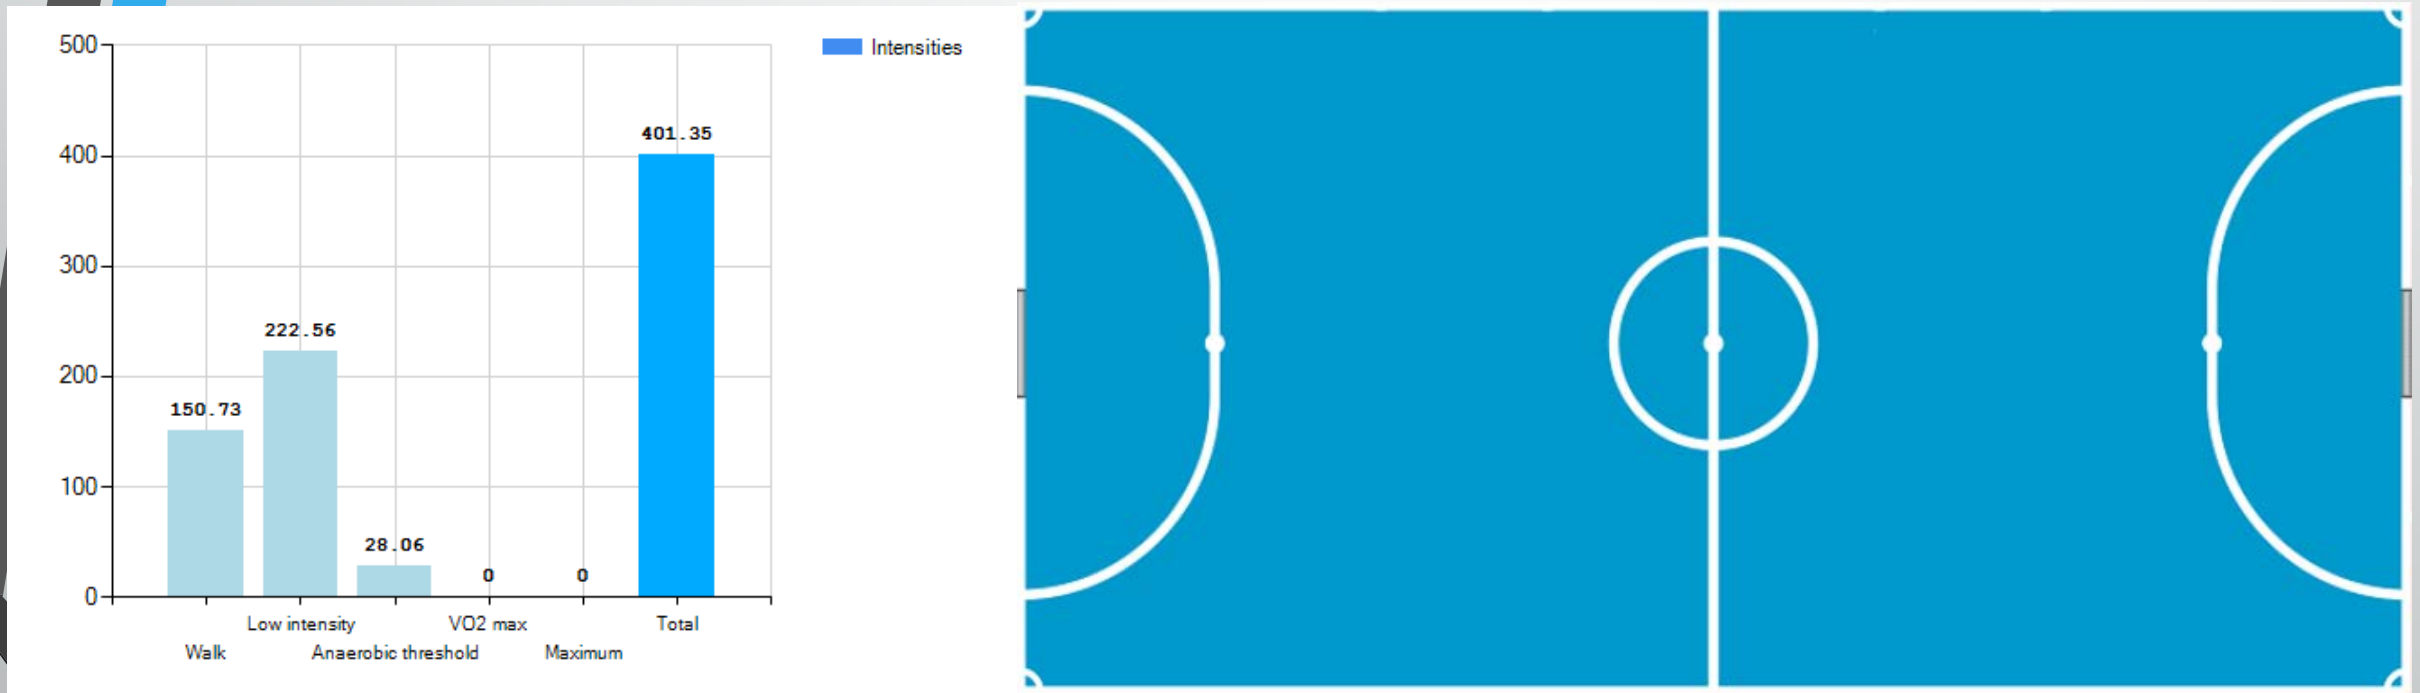 500
400
300
200
100
0
150.73
222.56
28.06
0
0
401.35
Low intensity
VO2 max
Total
Walk
Anaerobic threshold
Maximum
Intensities